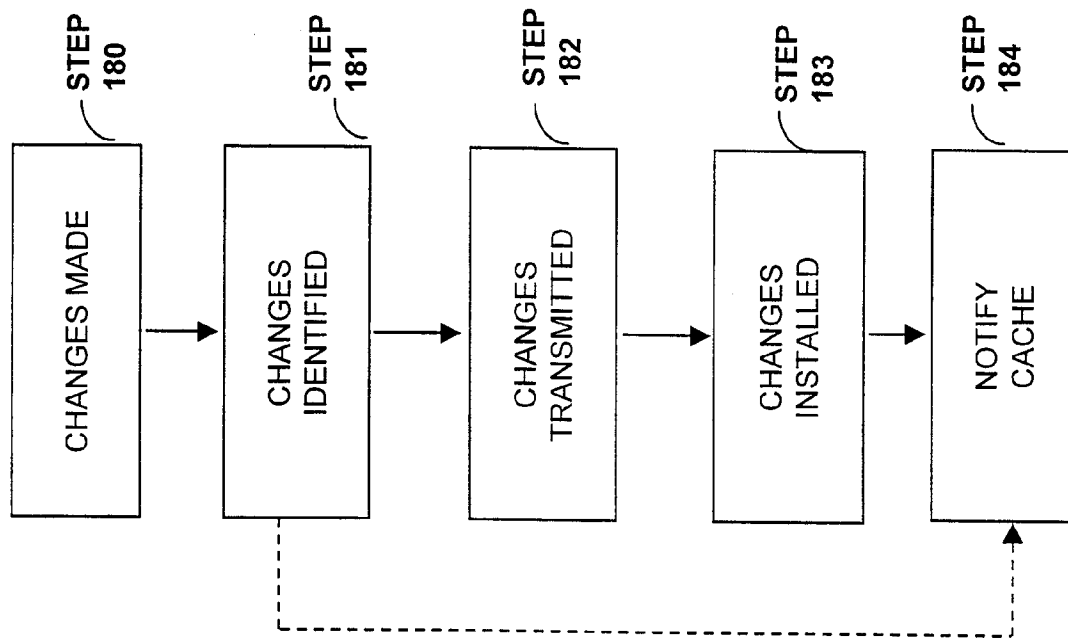 CHANGES MADE
STEP
180
CHANGES
IDENTIFIED
STEP
181
CHANGES
TRANSMITTED
STEP
182
CHANGES
INSTALLED
STEP
183
NOTIFY
CACHE
STEP
184